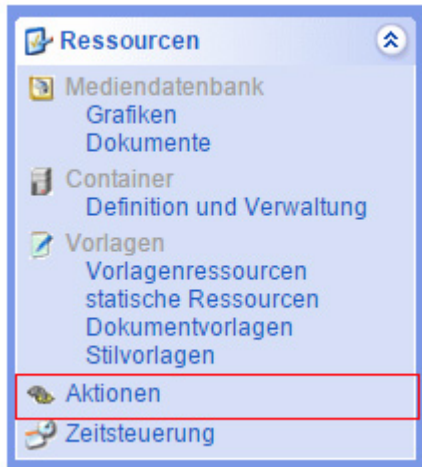 Ressourcen
Mediendatenbank
Grafiken
Dokumente
Container
Definition und Verwaltung
Vorlagen
Vorlagenressourcen
statische Ressourcen
Dokumentvorlagen
Stilvorlagen
Aktionen
Zeitsteuerung